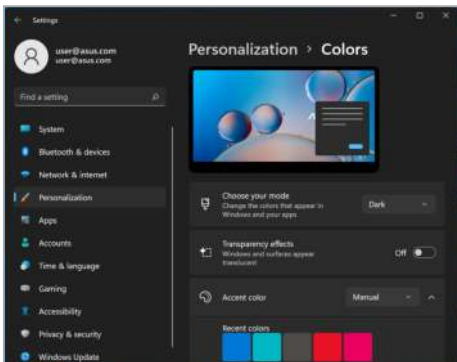 Settings
user@asus.com
user@asus.com
Find a setting
System
Bluetooth & devices
Network & internet
Personalization
Apps
Accounts
Time & language
Gaming
Accessibility
Privacy & security
Windows Update
Personalization > Colors
Choose your mode
Change the colors that appear in
Windows and your apps
Dark
Transparency effects
Windows and surfaces appear
translucent
Off
Accent color
Manual
Recent colors